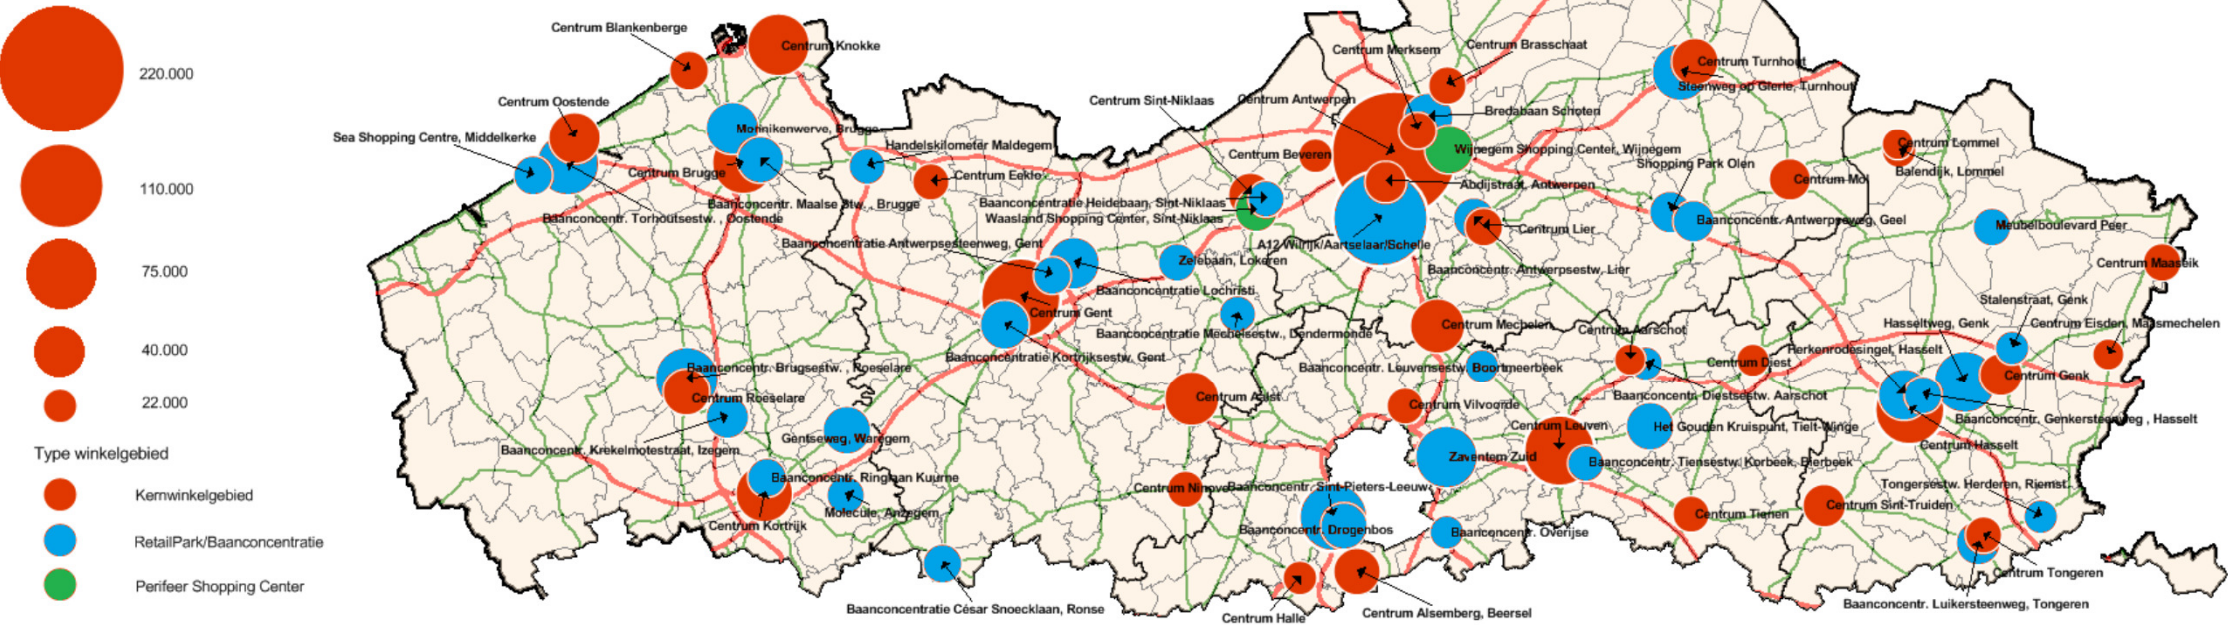 220.000
110.000
75.000
40.000
22.000
Type winkelgebied
Kernwinkelgebied
RetailPark/Baanconcentratie
Perifeer Shopping Center
Centrum Blankenberge
Centrum Knokke
Centrum Oostende
Sea Shopping Centre, Middelkerke
Monnikenwerve, Brugge
Handelskilometer Maldegem
Centrum Brugge
Centrum Eeklo
Baanconcentr. Maalse Stw. , Brugge
Baanconcentr. Torhoutsestw. , Oostende
Centrum Merksem
Centrum Brasschaat
Centrum Sint-Niklaas
Centrum Antwerpen
Bredabaan Schoten
Centrum Turnhout
Steenweg op Gierle, Turnhout
Centrum Beveren
Wijnegem Shopping Center, Wijnegem
Shopping Park Olen
Centrum Lommel
Balendijk, Lommel
Centrum Mol
Abdijstraat, Antwerpen
Baanconcentratie Heidebaan, Sint-Niklaas
Waasland Shopping Center, Sint-Niklaas
Baanconcentr. Antwerpseweg, Geel
Meubelboulevard Peer
Centrum Lier
Baanconcentratie Antwerpsesteenweg, Gent
A12 Wilrijk/Aartselaar/Schelle
Zelebaan, Lokeren
Baanconcentr. Antwerpsestw, Lier
Centrum Maaseik
Baanconcentratie Lochristi
Centrum Gent
Stalenstraat, Genk
Centrum Mechelen
Centrum Aarschot
Hasseltweg, Genk
Centrum Eisden, Maasmechelen
Baanconcentratie Mechelsestw., Dendermonde
Herkenrodesingel, Hasselt
Baanconcentratie Kortrijksestw. Gent
Baanconcentr. Brugsestw. , Roeselare
Baanconcentr. Leuvensestw. Boortmeerbeek
Centrum Diest
Centrum Genk
Centrum Roeselare
Centrum Aalst
Baanconcentr. Diestsestw. Aarschot
Centrum Vilvoorde
Baanconcentr. Genkersteenweg , Hasselt
Centrum Leuven
Het Gouden Kruispunt, Tielt-Winge
Gentseweg, Waregem
Centrum Hasselt
Baanconcentr. Krekelmotestraat, Izegem
Zaventem Zuid
Baanconcentr. Tiensestw. Korbeek, Bierbeek
Baanconcentr. Ringlaan Kuurne
Tongersestw. Herderen, Riemst
Centrum Ninove
Baanconcentr. Sint-Pieters-Leeuw
Molecule, Anzegem
Centrum Tienen
Centrum Sint-Truiden
Centrum Kortrijk
Baanconcentr. Drogenbos
Baanconcentr. Overijse
Centrum Tongeren
Baanconcentratie César Snoecklaan, Ronse
Centrum Halle
Centrum Alsemberg, Beersel
Baanconcentr. Luikersteenweg, Tongeren